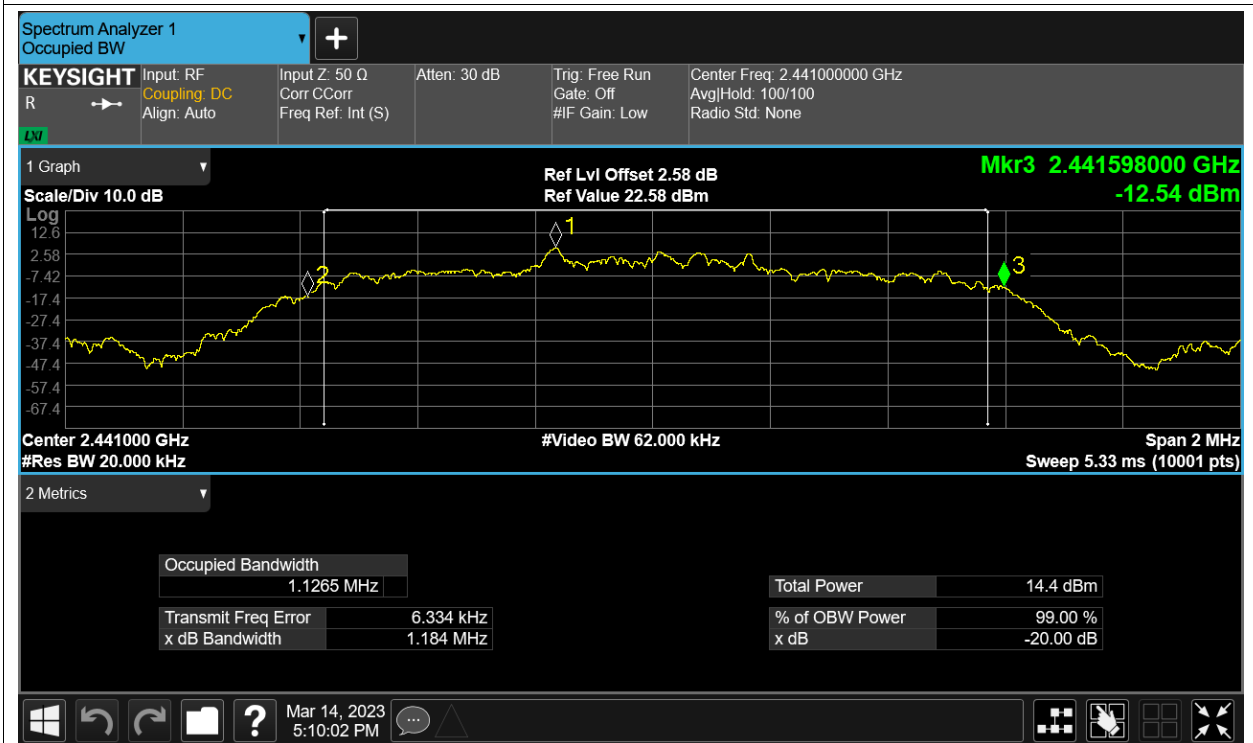 Spectrum Analyzer 1
Occupied BW
KEYSIGHT
R
LXI
Input: RF
Coupling: DC
Align: Auto
Input Z: 50 Ω
Corr CCorr
Freq Ref: Int (S)
Atten: 30 dB
Trig: Free Run
Gate: Off
#IF Gain: Low
Center Freq: 2.441000000 GHz
Avg|Hold: 100/100
Radio Std: None
1 Graph
Scale/Div 10.0 dB
Ref Lvl Offset 2.58 dB
Ref Value 22.58 dBm
Mkr3 2.441598000 GHz
-12.54 dBm
Log
12.6
2.58
-7.42
-17.4
-27.4
-37.4
-47.4
-57.4
-67.4
1
2
3
Center 2.441000 GHz
#Res BW 20.000 kHz
#Video BW 62.000 kHz
Span 2 MHz
Sweep 5.33 ms (10001 pts)
2 Metrics
Occupied Bandwidth
1.1265 MHz
Transmit Freq Error 6.334 kHz
x dB Bandwidth 1.184 MHz
Total Power 14.4 dBm
% of OBW Power 99.00 %
x dB -20.00 dB
?
Mar 14, 2023
5:10:02 PM